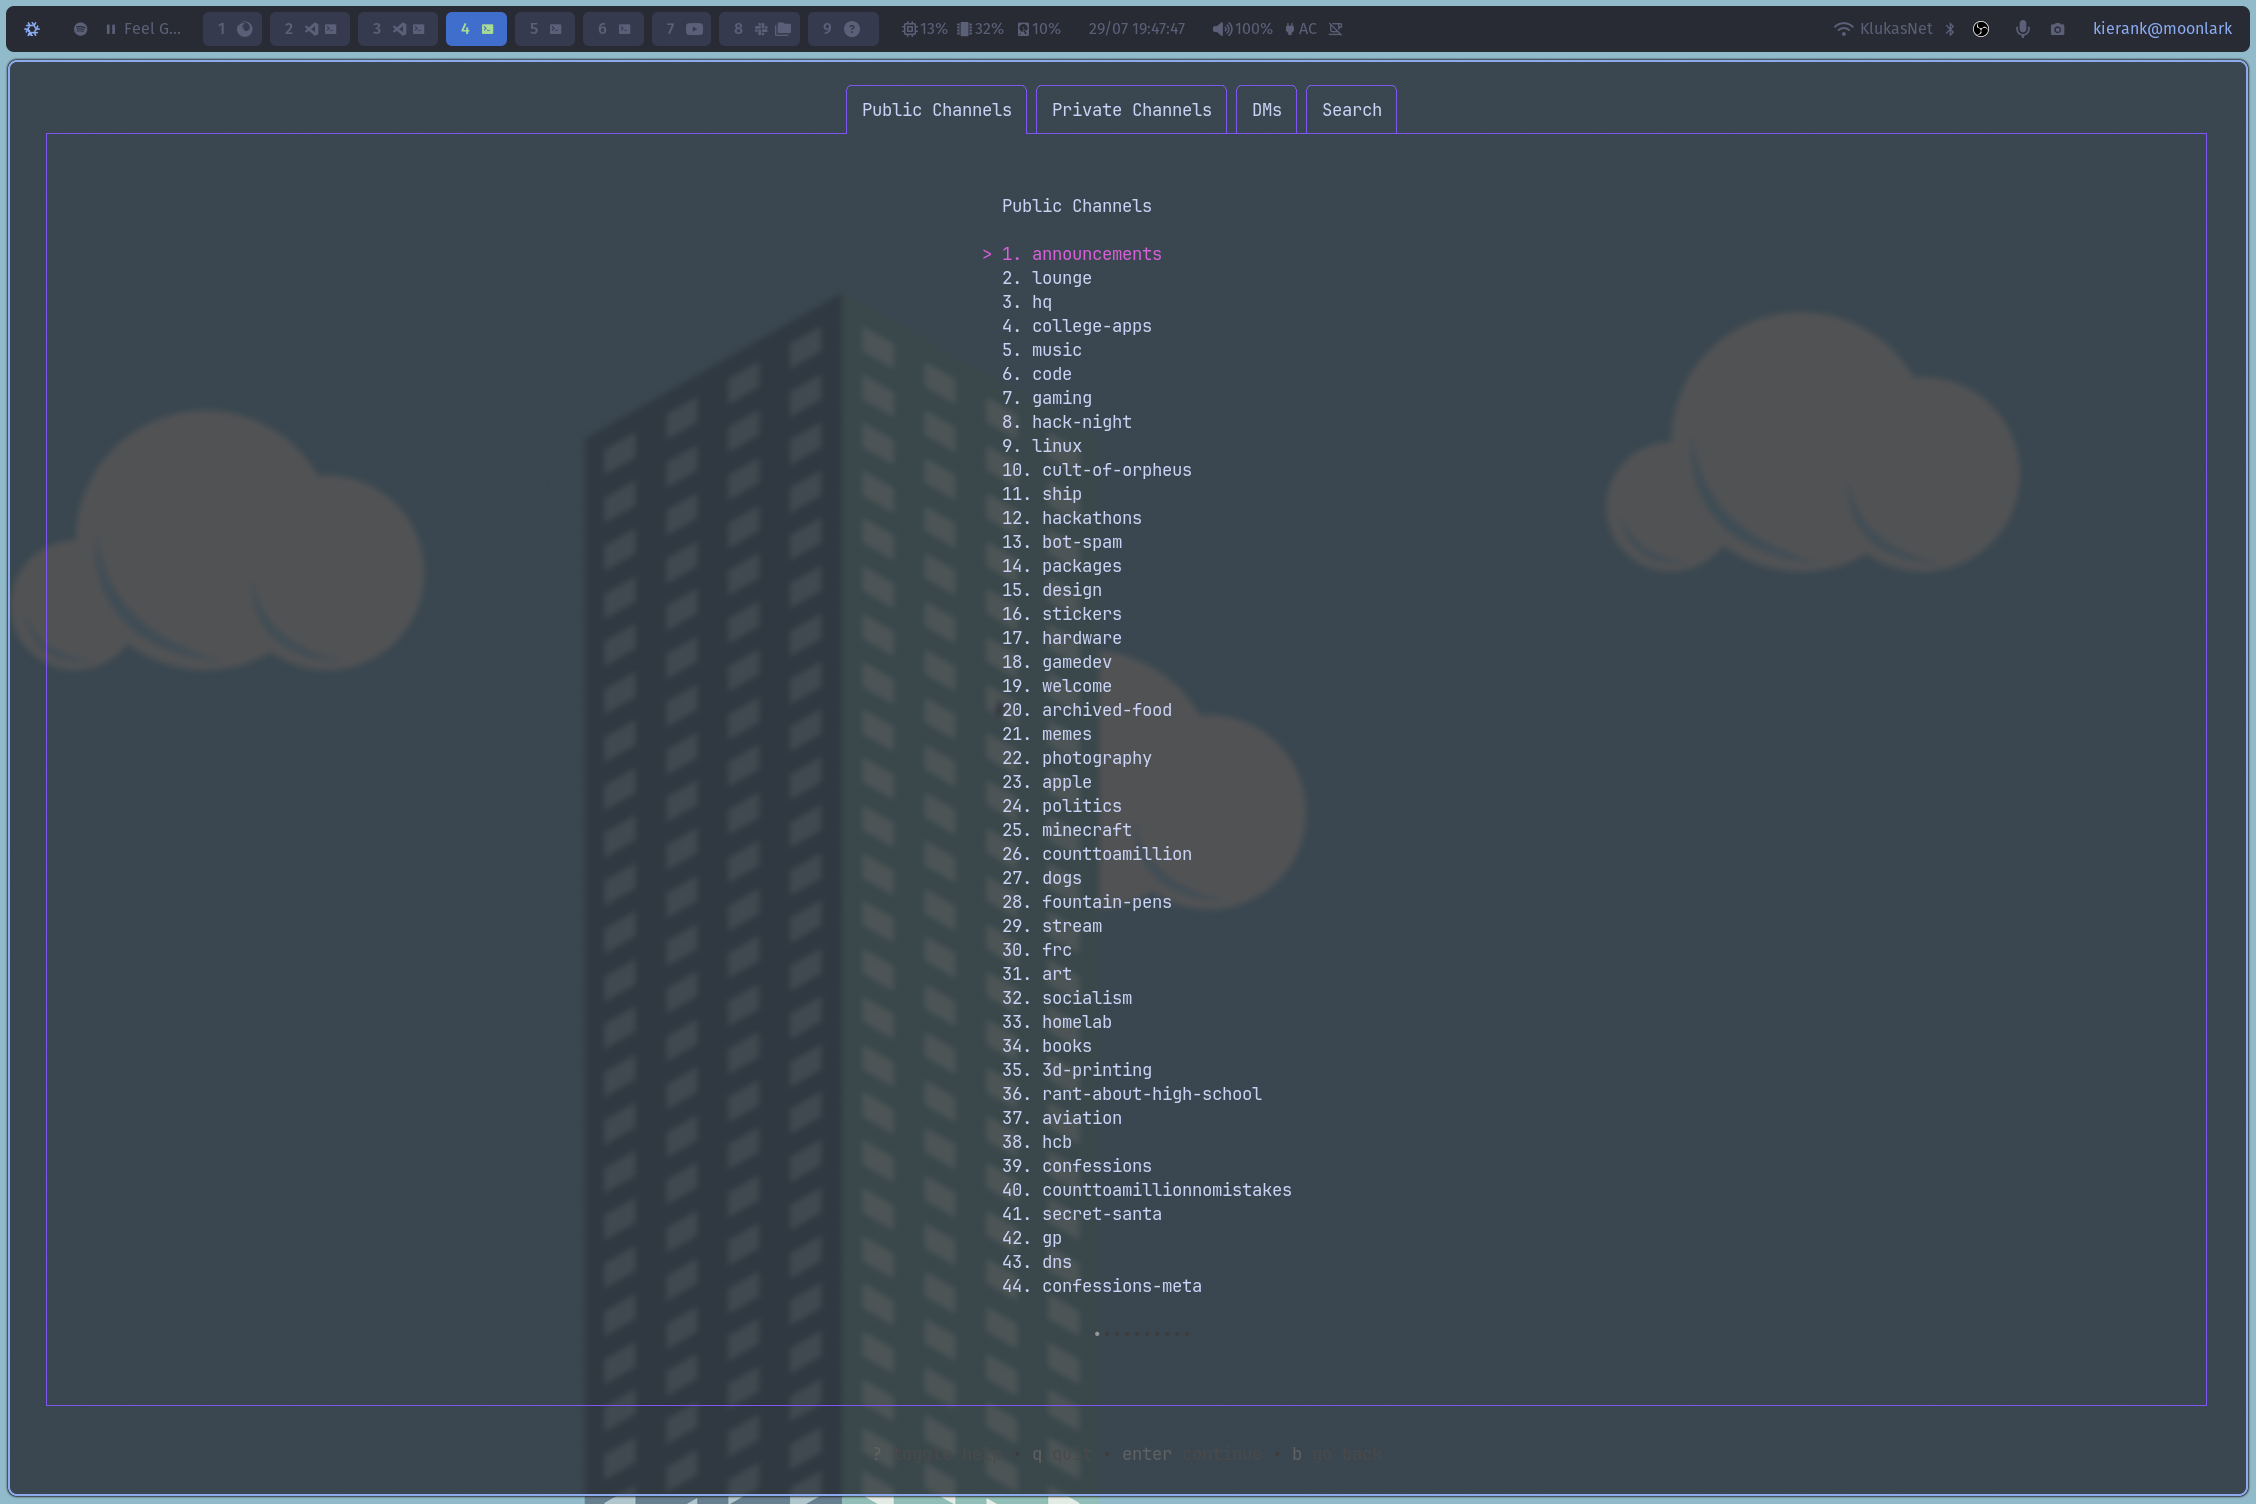 Feel G... 1 2 3 4 5 6 7 8 9 13% 32% 10% 29/07 19:47:47 100% AC KlukasNet kierank@moonlark
Public Channels Private Channels DMs Search
Public Channels
> 1. announcements
2. lounge
3. hq
4. college-apps
5. music
6. code
7. gaming
8. hack-night
9. linux
10. cult-of-orpheus
11. ship
12. hackathons
13. bot-spam
14. packages
15. design
16. stickers
17. hardware
18. gamedev
19. welcome
20. archived-food
21. memes
22. photography
23. apple
24. politics
25. minecraft
26. counttoamillion
27. dogs
28. fountain-pens
29. stream
30. frc
31. art
32. socialism
33. homelab
34. books
35. 3d-printing
36. rant-about-high-school
37. aviation
38. hcb
39. confessions
40. counttoamillionnomistakes
41. secret-santa
42. gp
43. dns
44. confessions-meta
? toggle help • q quit • enter continue • b go back